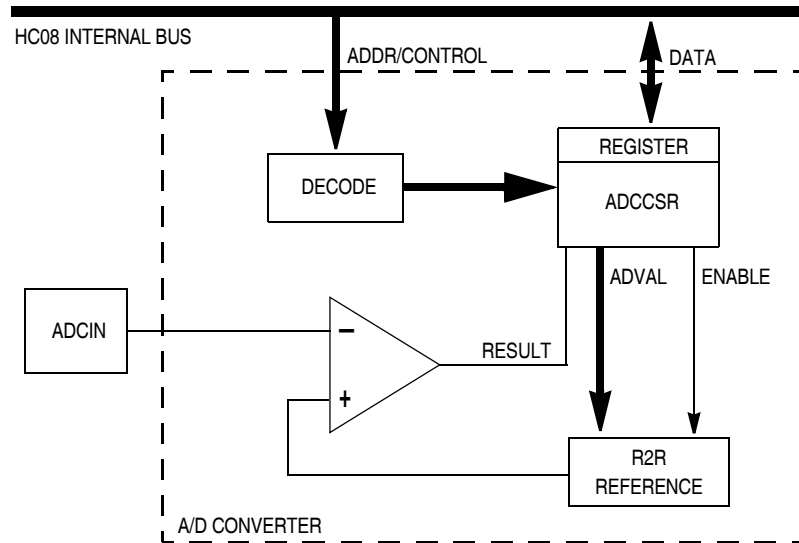 HC08 INTERNAL BUS
ADDR/CONTROL
DATA
REGISTER
DECODE
ADCCSR
ADVAL
ENABLE
ADCIN
−
RESULT
+
R2R
REFERENCE
A/D CONVERTER